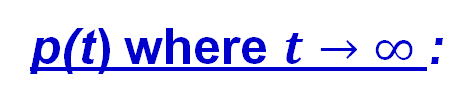 p(t) where t → ∞ :